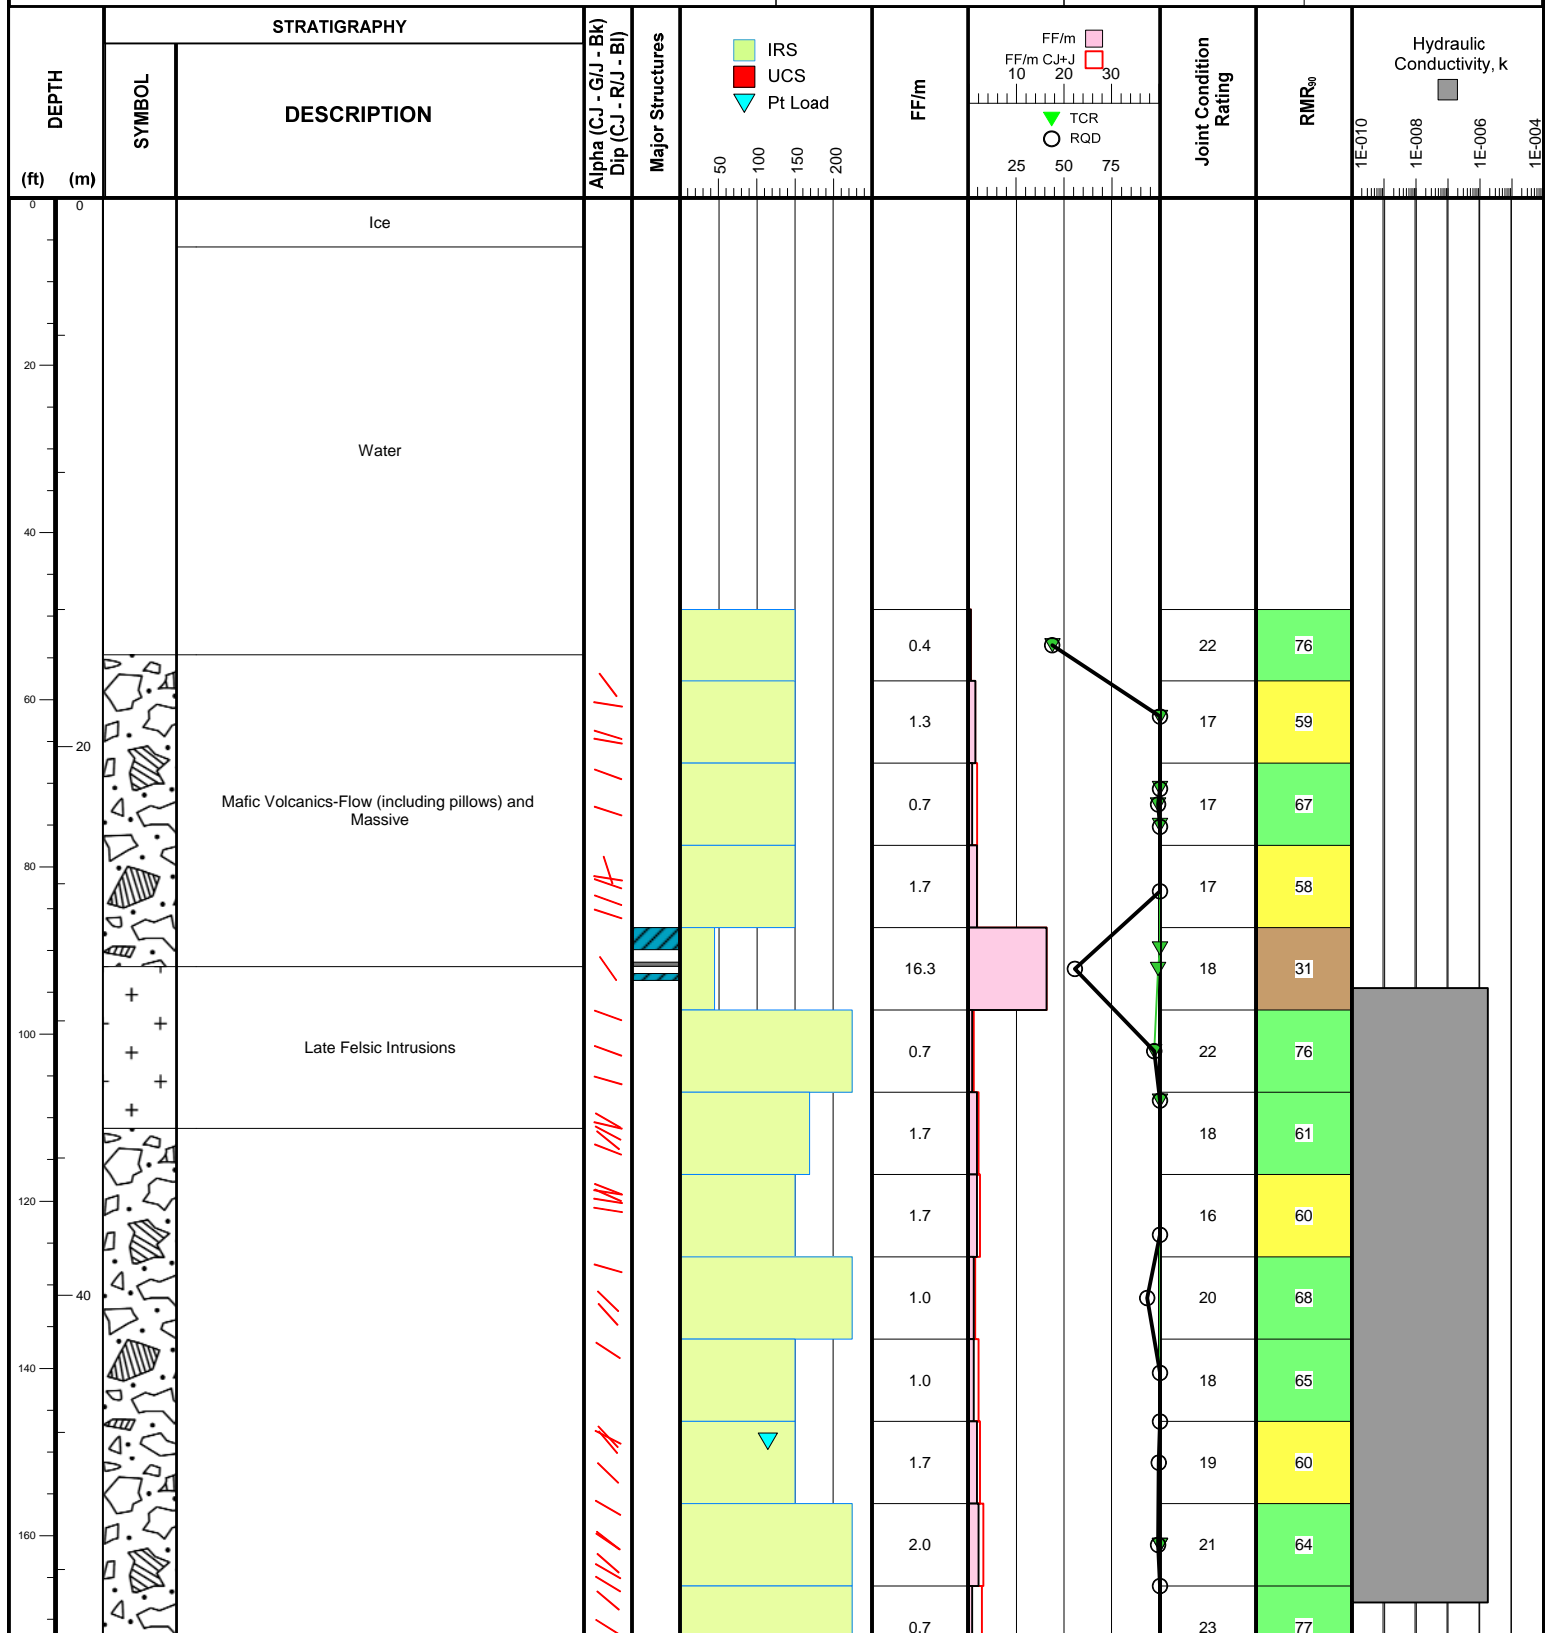 STRATIGRAPHY
DEPTH
(ft) (m)
SYMBOL
DESCRIPTION
Alpha (CJ - G/J - Bk)
Dip (CJ - R/J - Bl)
Major Structures
IRS
UCS
Pt Load
50 100 150 200
FF/m
FF/m
FF/m CJ+J
10 20 30
TCR
RQD
25 50 75
Joint Condition
Rating
RMR90
Hydraulic
Conductivity, k
1E-010 1E-008 1E-006 1E-004
0 0
Ice
20
Water
40
0.4 22 76
60
1.3 17 59
20
Mafic Volcanics-Flow (including pillows) and
Massive
0.7 17 67
80
1.7 17 58
16.3 18 31
100
Late Felsic Intrusions
0.7 22 76
1.7 18 61
120
1.7 16 60
40
1.0 20 68
140
1.0 18 65
1.7 19 60
160
2.0 21 64
0.7 23 77